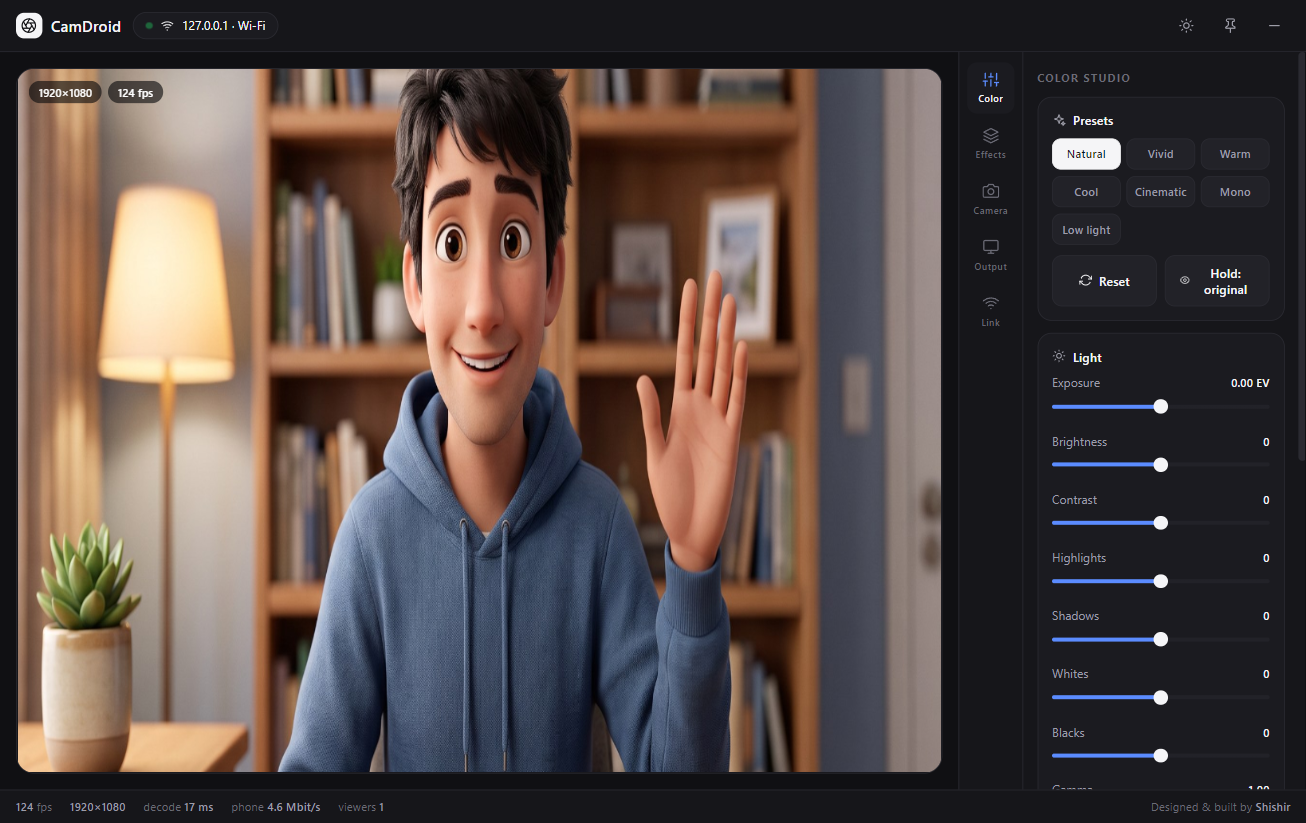 CamDroid
127.0.0.1 · Wi-Fi
1920×1080
124 fps
Color
Effects
Camera
Output
Link
COLOR STUDIO
Presets
Natural
Vivid
Warm
Cool
Cinematic
Mono
Low light
Reset
Hold:
original
Light
Exposure 0.00 EV
Brightness 0
Contrast 0
Highlights 0
Shadows 0
Whites 0
Blacks 0
124 fps 1920×1080 decode 17 ms phone 4.6 Mbit/s viewers 1
Designed & built by Shishir